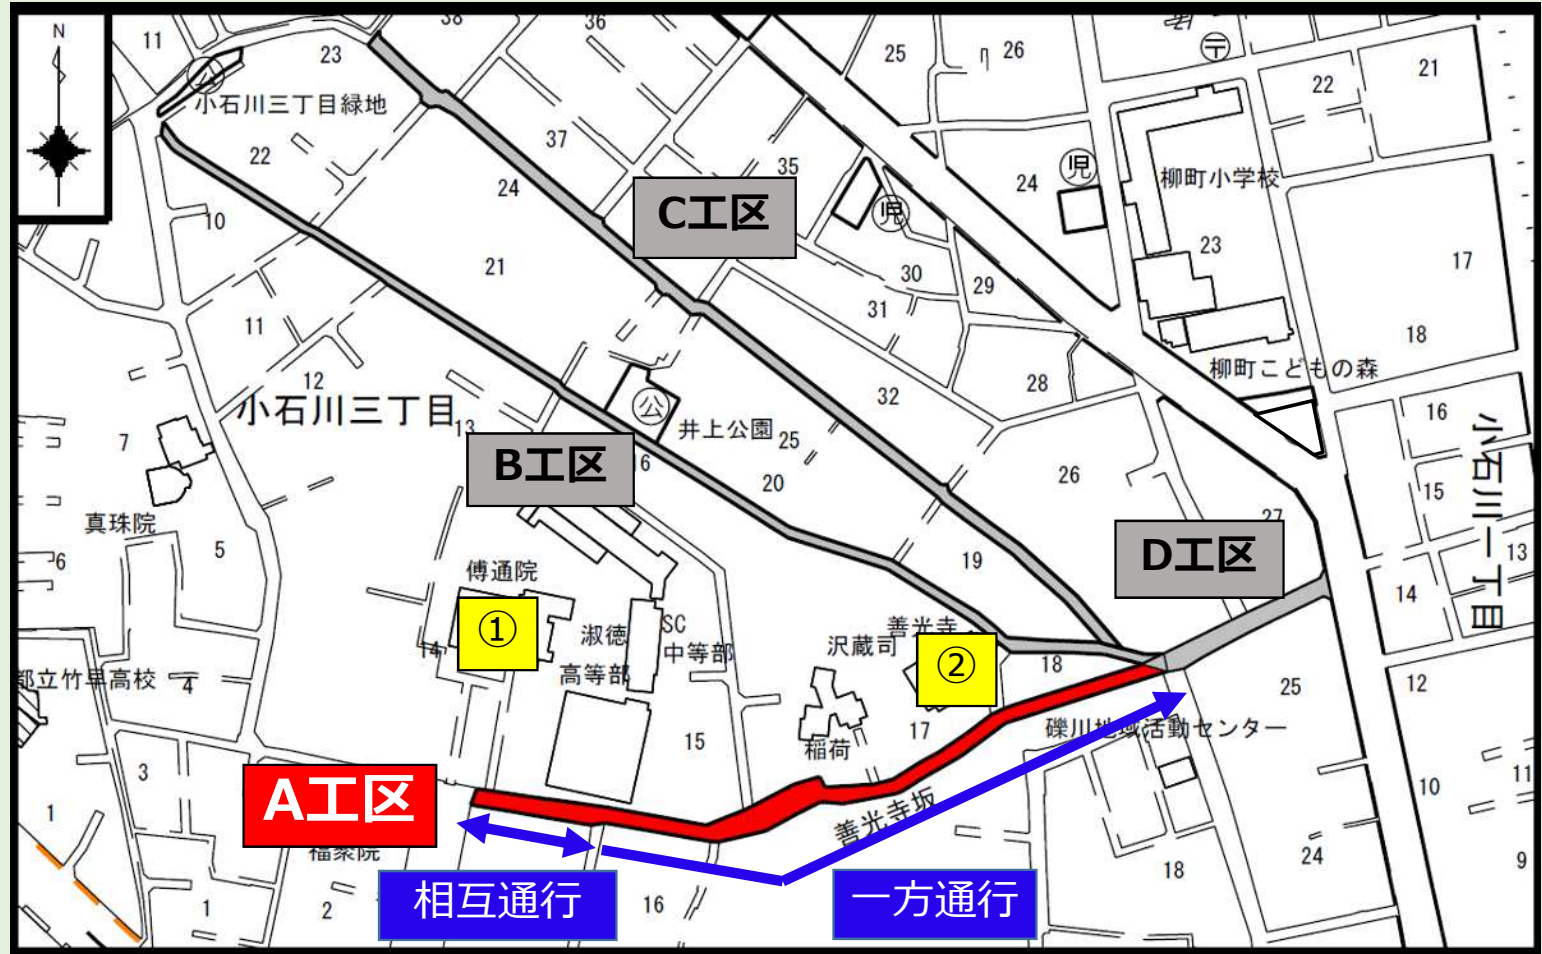 N
11
23
38
36
小石川三丁目緑地
22
37
24
35
C工区
25
26
〒
22
21
24
児
柳町小学校
児
23
17
30
29
31
10
21
18
11
12
小石川三丁目
13
公
井上公園
25
32
28
柳町こどもの森
16
小石川一丁目
7
B工区
16
20
26
15
真珠院
5
6
傅通院
19
27
D工区
13
14
①
淑徳
SC
高等部
中等部
14
沢蔵司
稲荷
善光寺
②
18
都立竹早高校
4
25
12
17
礫川地域活動センター
15
3
A工区
善光寺坂
10
11
1
福聚院
18
24
9
1
2
相互通行
16
一方通行